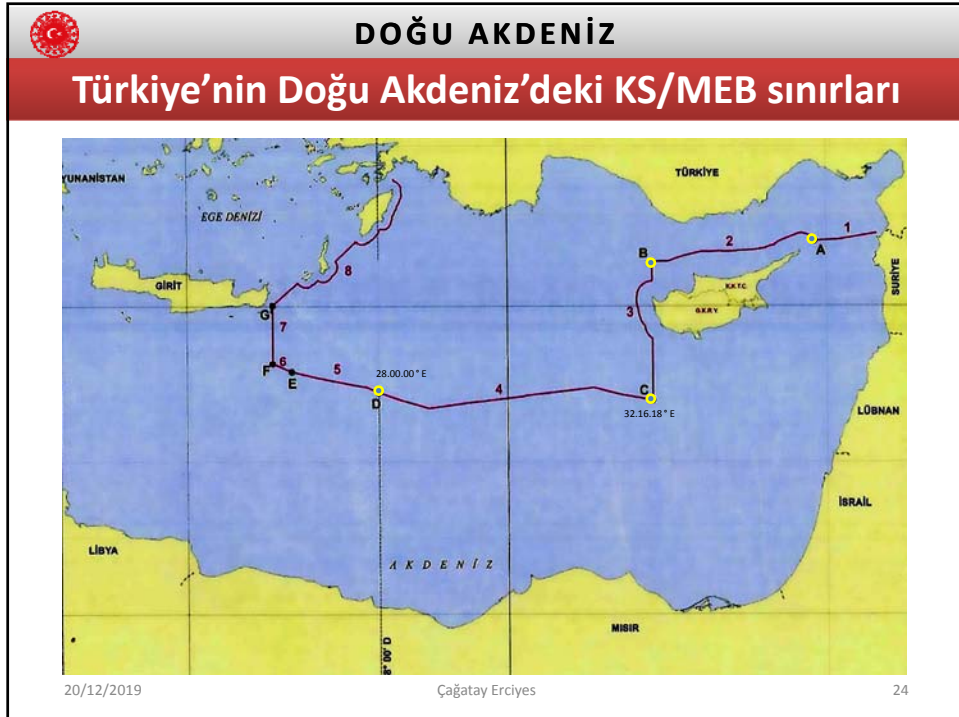 DOĞU AKDENİZ
Türkiye’nin Doğu Akdeniz’deki KS/MEB sınırları
YUNANİSTAN
TÜRKİYE
EGE DENİZİ
1
2
A
B
8
SURİYE
GİRİT
K.K.T.C.
G.K.R.Y.
3
G
7
F
6
E
5
28.00.00° E
D
4
C
32.16.18° E
LÜBNAN
İSRAİL
LİBYA
AKDENİZ
MISIR
8° 00' D
20/12/2019
Çağatay Erciyes
24